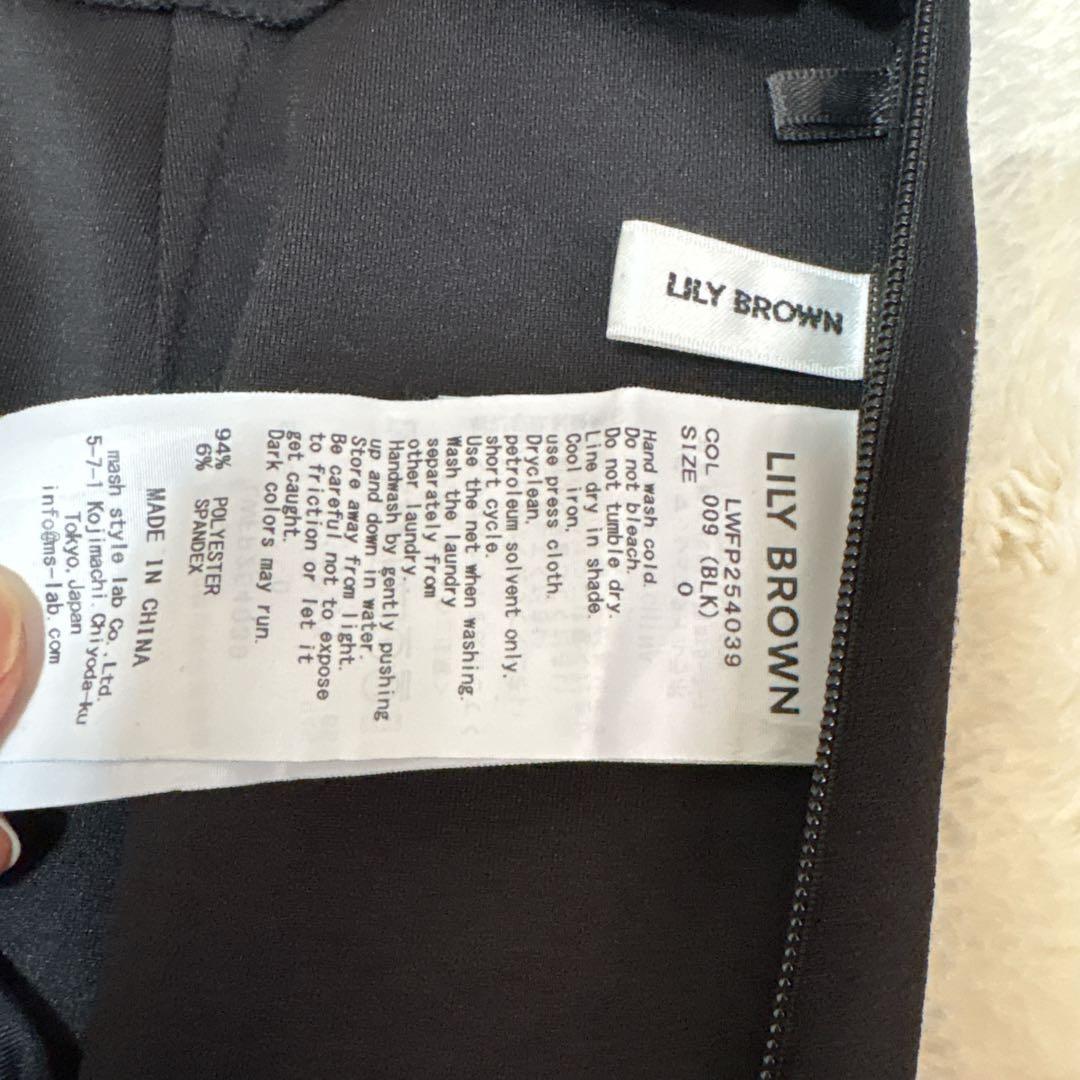 LILY BROWN
LILY BROWN
LWFP254039
COL 009 (BLK)
SIZE 0
Hand wash cold.
Do not bleach.
Do not tumble dry.
Line dry in shade.
Cool iron.
use press cloth.
Dryclean,
petroleum solvent only.
short cycle.
Use the net when washing.
Wash the laundry
separately from
other laundry.
Handwash by gently pushing
up and down in water.
Store away from light.
Be careful not to expose
to friction or let it
get caught.
Dark colors may run.
94% POLYESTER
6% SPANDEX
MADE IN CHINA
mash style lab Co.,Ltd.
5-7-1 Kojimachi.Chiyoda-ku
Tokyo,Japan
info@ms-lab.com